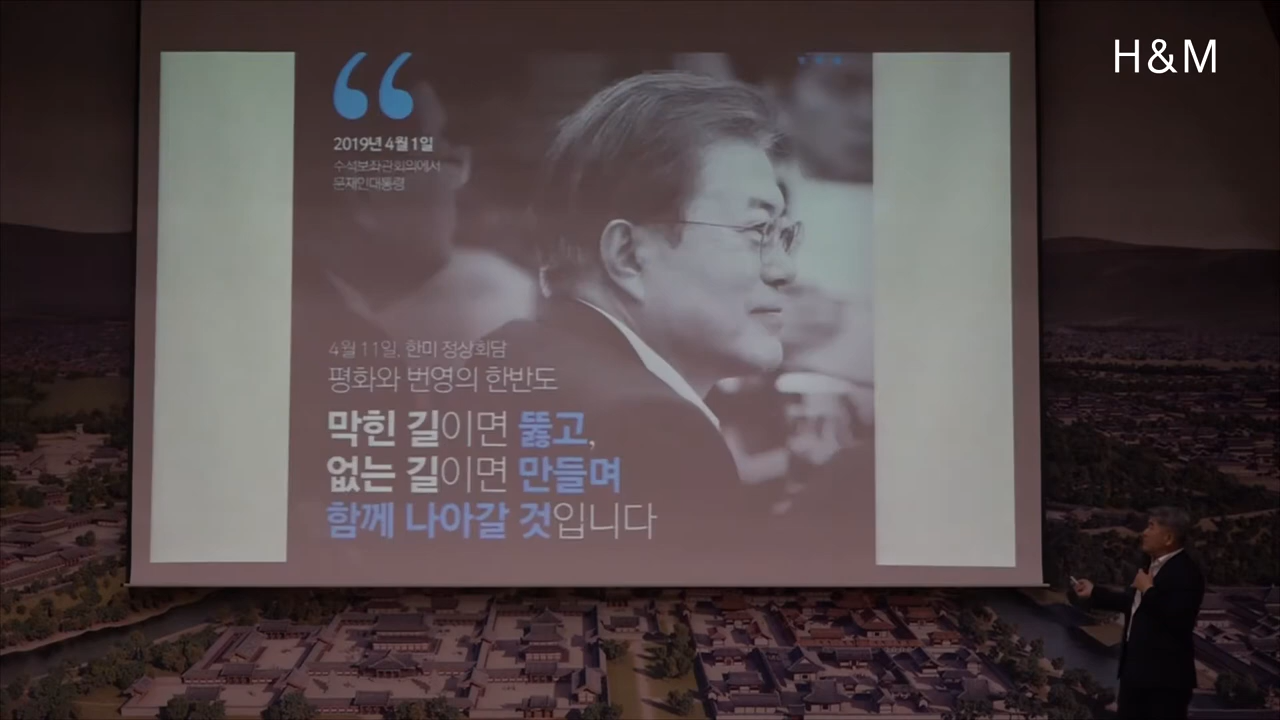 H&M
“
2019년 4월 1일
수석보좌관회의에서
문재인대통령
4월 11일, 한미 정상회담
평화와 번영의 한반도
막힌 길이면 뚫고,
없는 길이면 만들며
함께 나아갈 것입니다